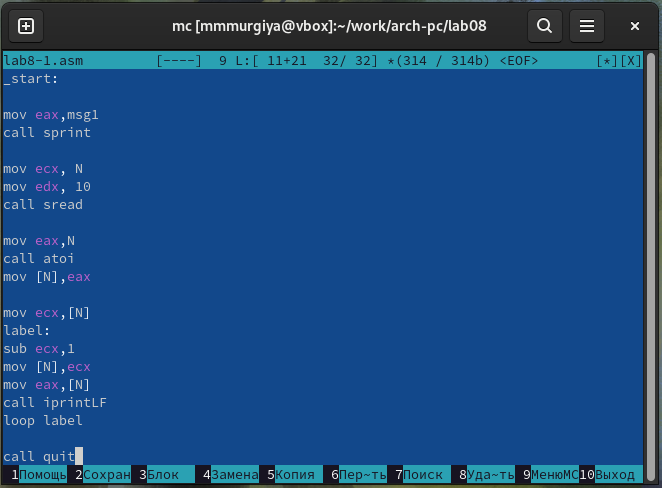 mc [mmmurgiya@vbox]:~/work/arch-pc/lab08
lab8-1.asm [----] 9 L:[ 11+21 32/ 32] *(314 / 314b) <EOF> [*][X]
_start:
mov eax,msg1
call sprint
mov ecx, N
mov edx, 10
call sread
mov eax,N
call atoi
mov [N],eax
mov ecx,[N]
label:
sub ecx,1
mov [N],ecx
mov eax,[N]
call iprintLF
loop label
call quit
1Помощь 2Сохран 3Блок 4Замена 5Копия 6Пер~ть 7Поиск 8Уда~ть 9МенюMC 10Выход